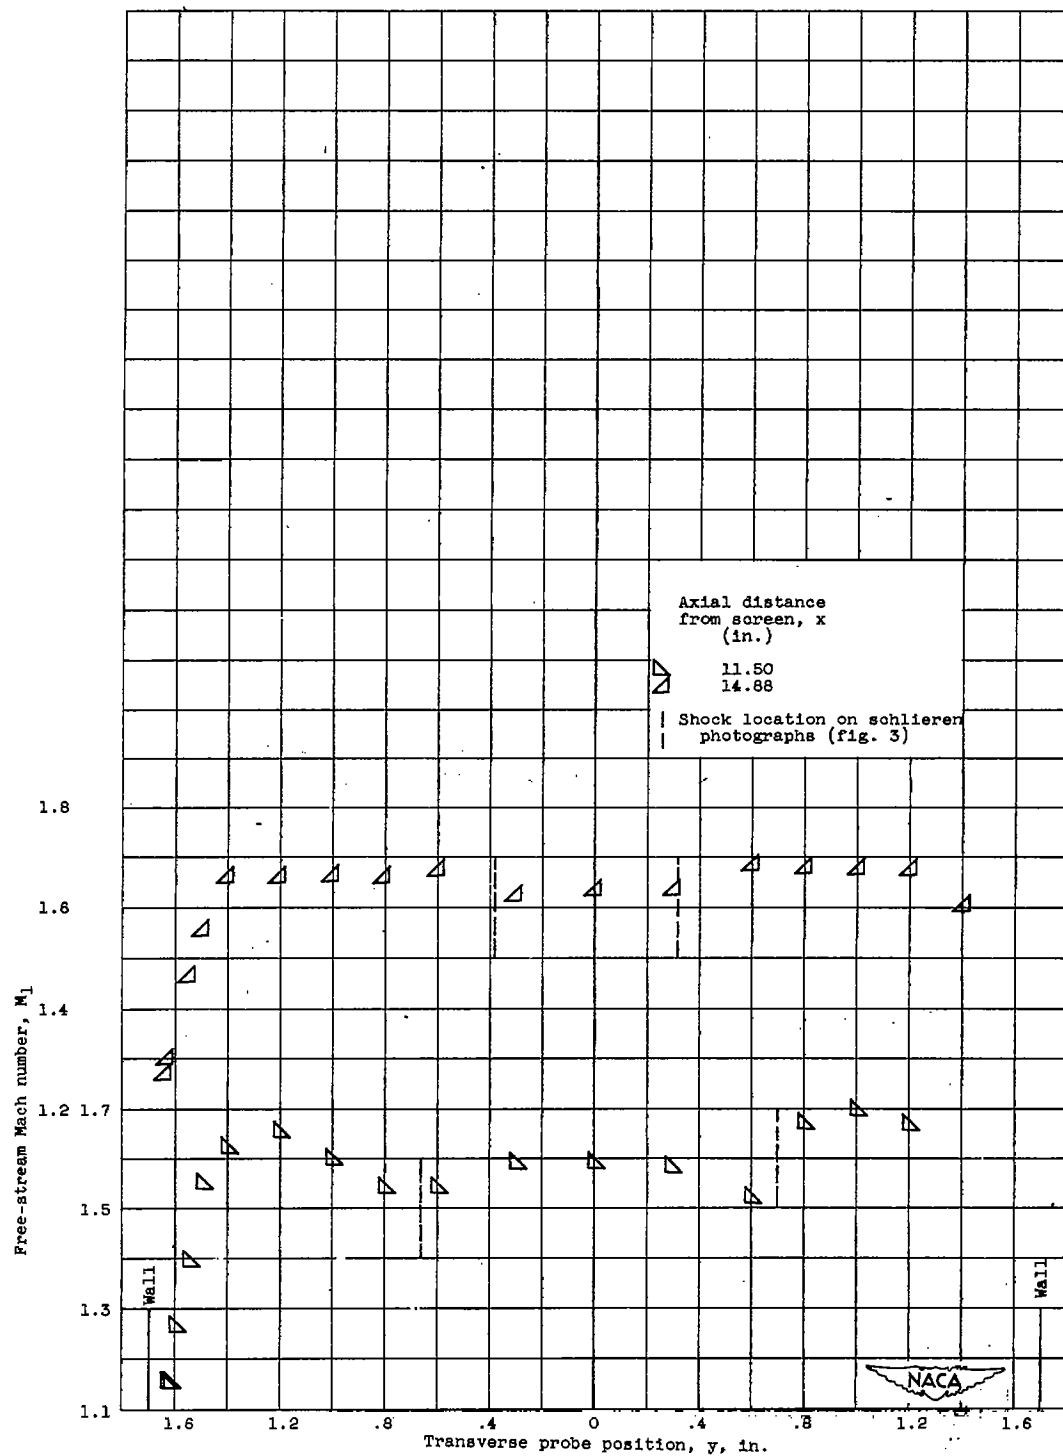 Axial distance
from screen, x
(in.)
11.50
14.88
Shock location on schlieren
photographs (fig. 3)
1.8
1.6
1.4
1.2 1.7
1.5
1.3
1.1
Free-stream Mach number, M1
Wall
Wall
NACA
1.6 1.2 .8 .4 0 .4 .8 1.2 1.6
Transverse probe position, y, in.